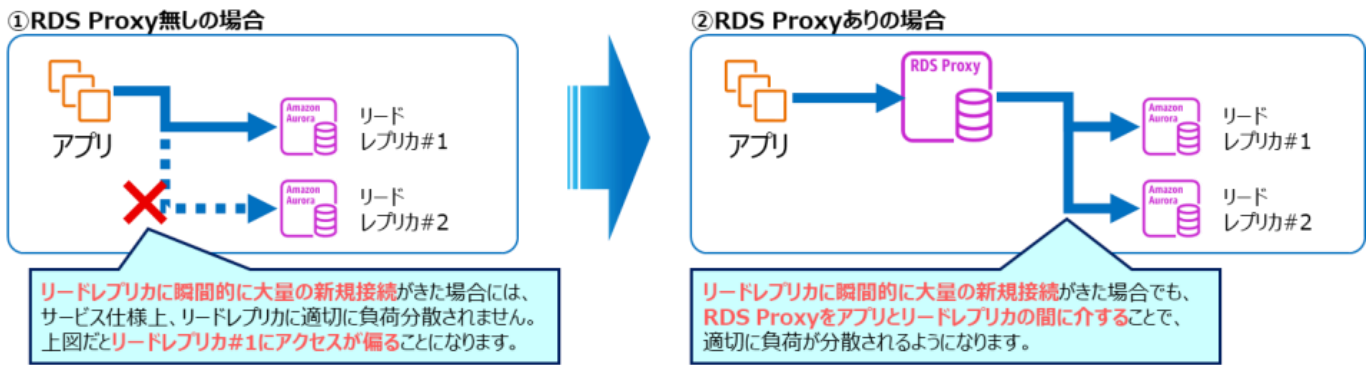 ①RDS Proxy無しの場合
アプリ
Amazon
Aurora
リード
レプリカ#1
Amazon
Aurora
リード
レプリカ#2
リードレプリカに瞬間的に大量の新規接続がきた場合には、
サービス仕様上、リードレプリカに適切に負荷分散されません。
上図だとリードレプリカ#1にアクセスが偏ることになります。
②RDS Proxyありの場合
アプリ
RDS Proxy
Amazon
Aurora
リード
レプリカ#1
Amazon
Aurora
リード
レプリカ#2
リードレプリカに瞬間的に大量の新規接続がきた場合でも、
RDS Proxyをアプリとリードレプリカの間に介することで、
適切に負荷が分散されるようになります。